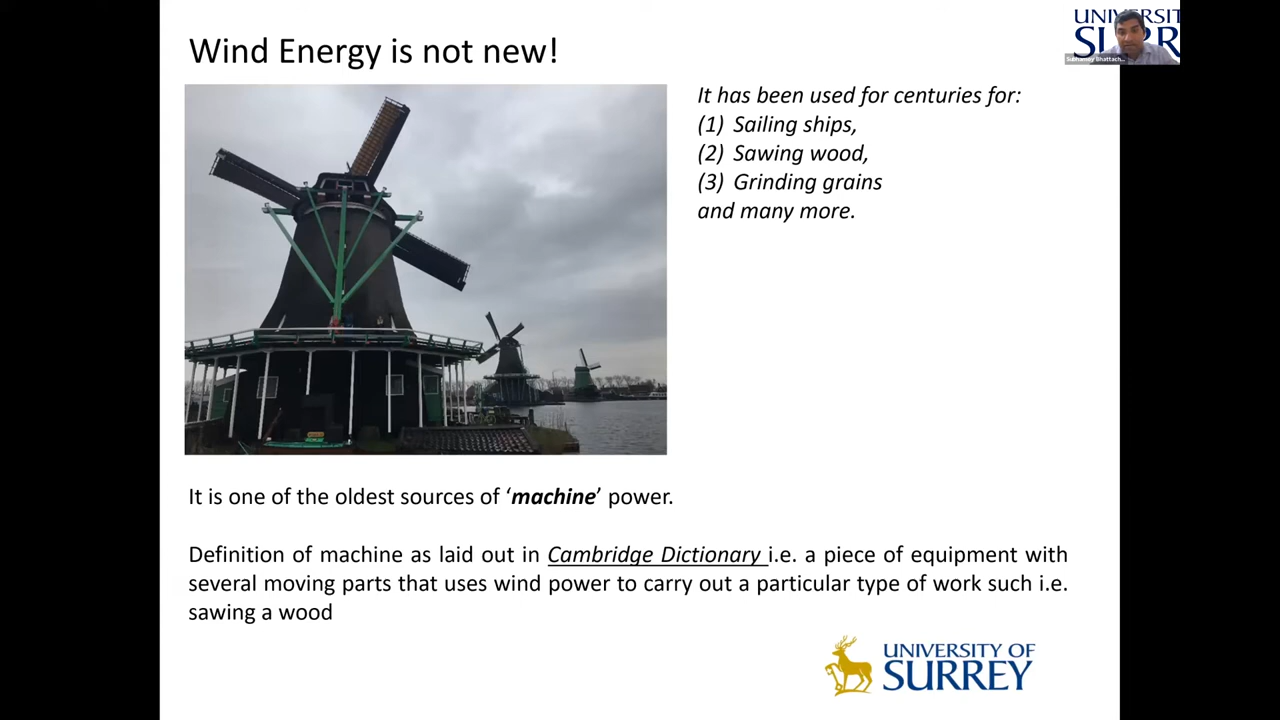 Wind Energy is not new!
It has been used for centuries for:
(1) Sailing ships,
(2) Sawing wood,
(3) Grinding grains
and many more.
It is one of the oldest sources of ‘machine’ power.
Definition of machine as laid out in Cambridge Dictionary i.e. a piece of equipment with
several moving parts that uses wind power to carry out a particular type of work such i.e.
sawing a wood
UNIVERSITY OF
SURREY